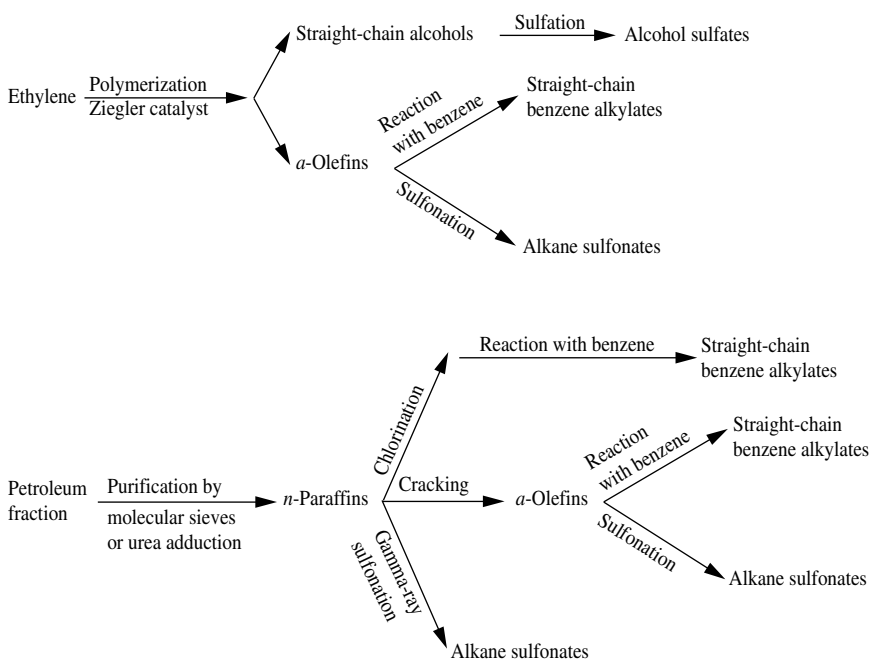 Straight-chain alcohols
Sulfation
Alcohol sulfates
Ethylene
Polymerization
Ziegler catalyst
Reaction
with benzene
Straight-chain
benzene alkylates
a-Olefins
Sulfonation
Alkane sulfonates
Reaction with benzene
Straight-chain
benzene alkylates
Chlorination
Reaction
with benzene
Straight-chain
benzene alkylates
Petroleum
fraction
Purification by
molecular sieves
or urea adduction
n-Paraffins
Cracking
a-Olefins
Sulfonation
Alkane sulfonates
Gamma-ray
sulfonation
Alkane sulfonates